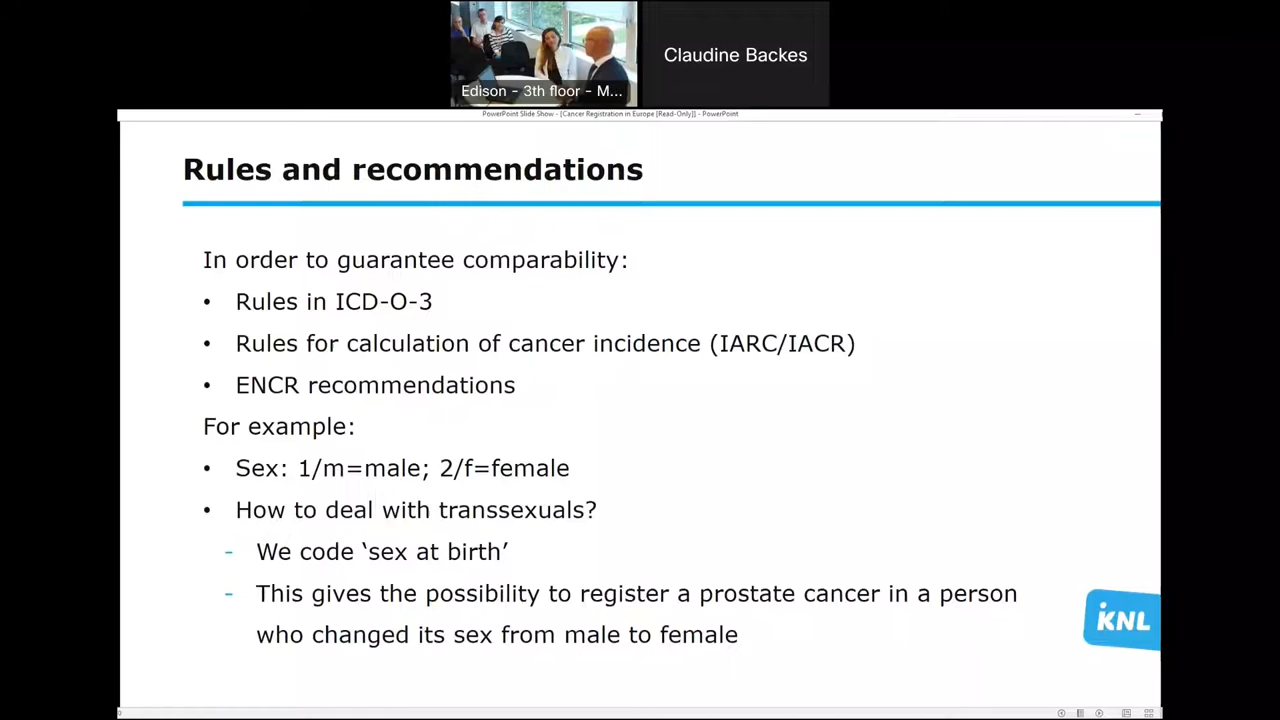 Claudine Backes
Edison - 3th floor - M...
PowerPoint Slide Show - [Cancer Registration in Europe [Read-Only]] - PowerPoint
Rules and recommendations
In order to guarantee comparability:
• Rules in ICD-O-3
• Rules for calculation of cancer incidence (IARC/IACR)
• ENCR recommendations
For example:
• Sex: 1/m=male; 2/f=female
• How to deal with transsexuals?
- We code ‘sex at birth’
- This gives the possibility to register a prostate cancer in a person
who changed its sex from male to female
iKNL